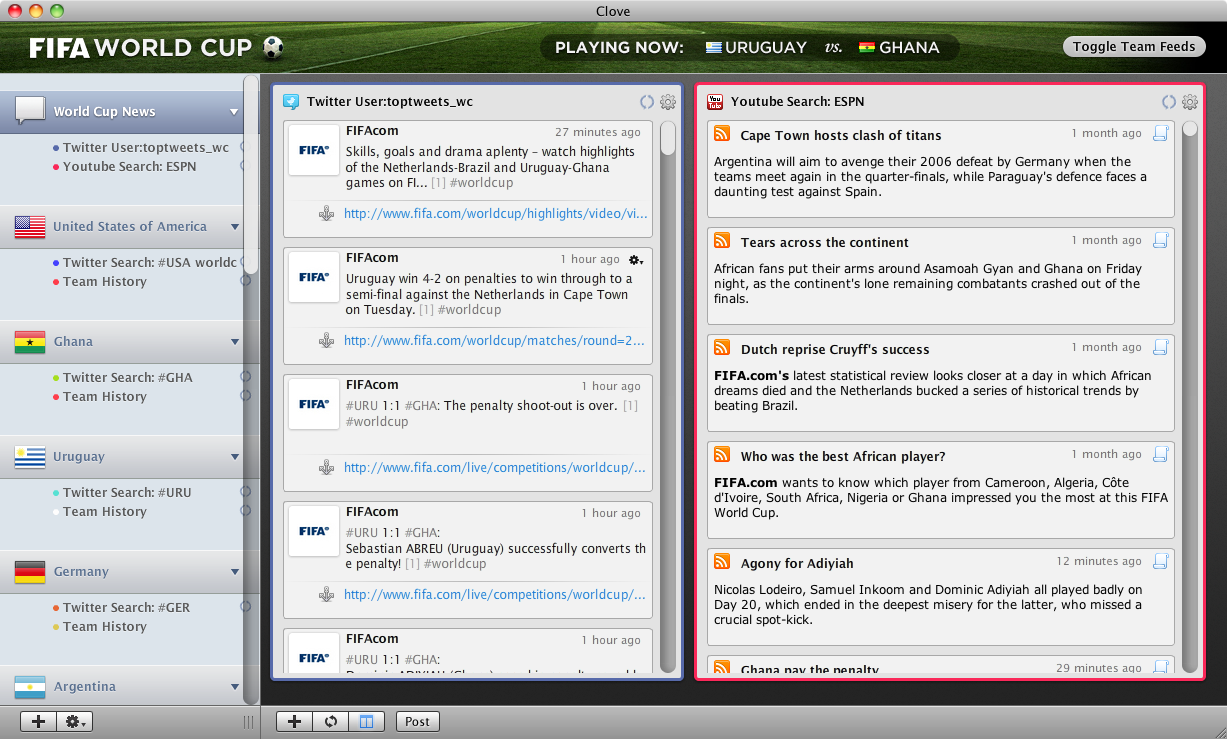 Clove
FIFA WORLD CUP
PLAYING NOW: URUGUAY vs. GHANA
Toggle Team Feeds
World Cup News
Twitter User:toptweets_wc
Youtube Search: ESPN
United States of America
Twitter Search: #USA worldc
Team History
Ghana
Twitter Search: #GHA
Team History
Uruguay
Twitter Search: #URU
Team History
Germany
Twitter Search: #GER
Team History
Argentina
Twitter User:toptweets_wc
FIFA®
FIFAcom
27 minutes ago
Skills, goals and drama aplenty – watch highlights
of the Netherlands-Brazil and Uruguay-Ghana
games on FI... [1] #worldcup
http://www.fifa.com/worldcup/highlights/video/vi...
FIFA®
FIFAcom
1 hour ago
Uruguay win 4-2 on penalties to win through to a
semi-final against the Netherlands in Cape Town
on Tuesday. [1] #worldcup
http://www.fifa.com/worldcup/matches/round=2...
FIFA®
FIFAcom
1 hour ago
#URU 1:1 #GHA: The penalty shoot-out is over. [1]
#worldcup
http://www.fifa.com/live/competitions/worldcup/...
FIFA®
FIFAcom
1 hour ago
#URU 1:1 #GHA:
Sebastian ABREU (Uruguay) successfully converts th
e penalty! [1] #worldcup
http://www.fifa.com/live/competitions/worldcup/...
FIFA®
FIFAcom
1 hour ago
#URU 1:1 #GHA:
You Tube
Youtube Search: ESPN
Cape Town hosts clash of titans
1 month ago
Argentina will aim to avenge their 2006 defeat by Germany when the
teams meet again in the quarter-finals, while Paraguay's defence faces a
daunting test against Spain.
Tears across the continent
1 month ago
African fans put their arms around Asamoah Gyan and Ghana on Friday
night, as the continent's lone remaining combatants crashed out of the
finals.
Dutch reprise Cruyff's success
1 month ago
FIFA.com's latest statistical review looks closer at a day in which African
dreams died and the Netherlands bucked a series of historical trends by
beating Brazil.
Who was the best African player?
1 month ago
FIFA.com wants to know which player from Cameroon, Algeria, Côte
d'Ivoire, South Africa, Nigeria or Ghana impressed you the most at this FIFA
World Cup.
Agony for Adiyiah
12 minutes ago
Nicolas Lodeiro, Samuel Inkoom and Dominic Adiyiah all played badly on
Day 20, which ended in the deepest misery for the latter, who missed a
crucial spot-kick.
Ghana pay the penalty
29 minutes ago
Post